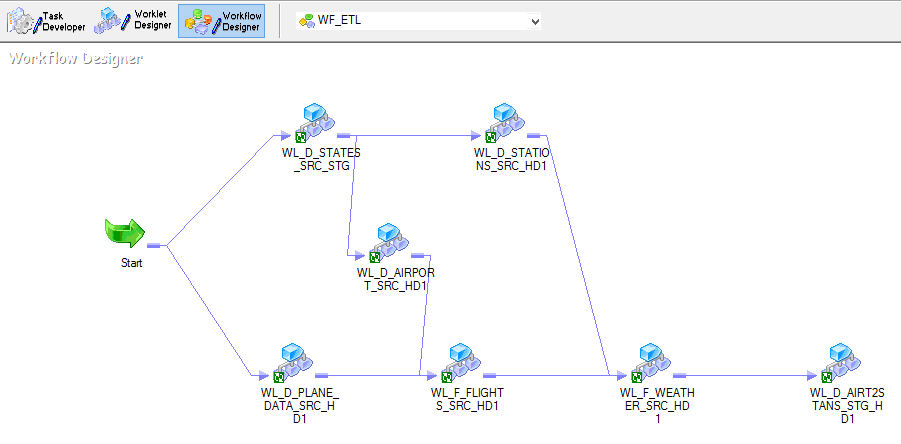 Task
Developer
Worklet
Designer
Workflow
Designer
WF_ETL
Workflow Designer
WL_D_STATES
_SRC_STG
WL_D_STATIO
NS_SRC_HD1
Start
WL_D_AIRPOR
T_SRC_HD1
WL_D_PLANE_
DATA_SRC_H
D1
WL_F_FLIGHT
S_SRC_HD1
WL_F_WEATH
ER_SRC_HD
1
WL_D_AIRT2S
TANS_STG_H
D1